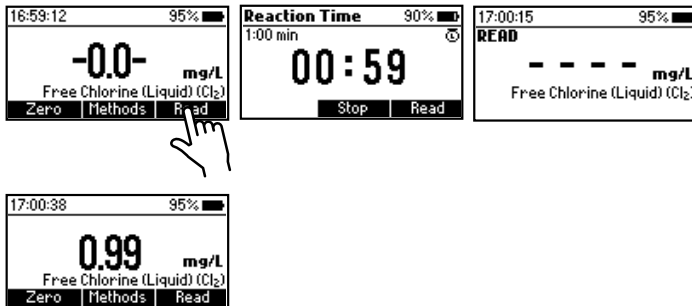 16:59:12 95%
-0.0- mg/L
Free Chlorine (Liquid) (Cl₂)
Zero Methods Read
Reaction Time 90%
1:00 min
00:59
Stop Read
17:00:15 95%
READ
- - - - mg/L
Free Chlorine (Liquid) (Cl₂)
17:00:38 95%
0.99 mg/L
Free Chlorine (Liquid) (Cl₂)
Zero Methods Read